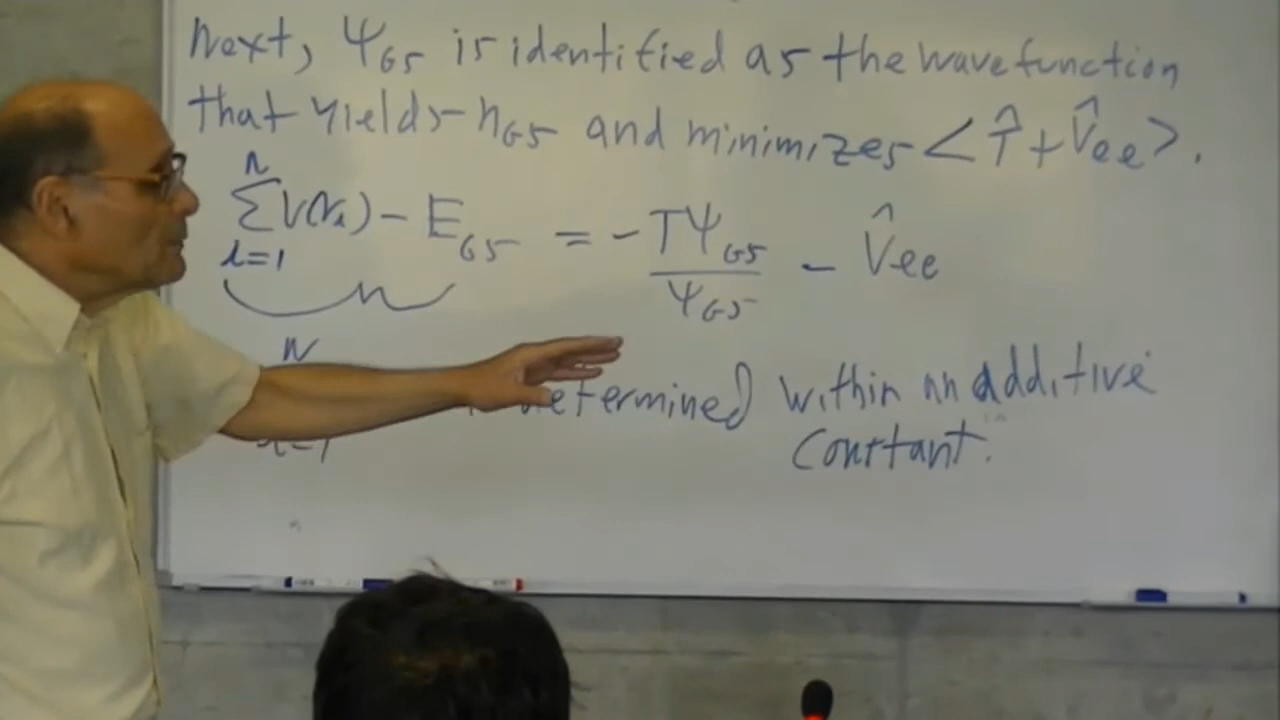 Next, Ψ_GS is identified as the wavefunction
that yields n_GS and minimizes < T̂ + V̂ee >.
N
Σ V(r_i) - E_GS = - TΨ_GS / Ψ_GS - V̂ee
i=1
N
determined within an additive
i=1
constant.